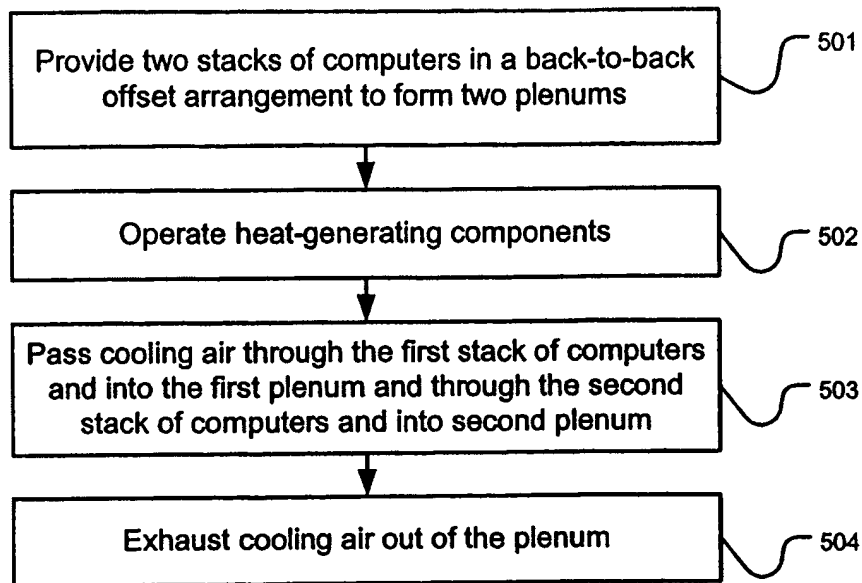 Provide two stacks of computers in a back-to-back
offset arrangement to form two plenums
501
Operate heat-generating components
502
Pass cooling air through the first stack of computers
and into the first plenum and through the second
stack of computers and into second plenum
503
Exhaust cooling air out of the plenum
504